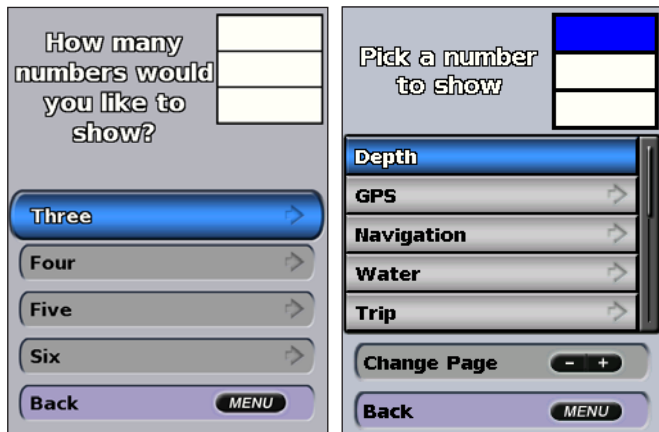 How many
numbers would
you like to
show?
Three
Four
Five
Six
Back MENU
Pick a number
to show
Depth
GPS
Navigation
Water
Trip
Change Page - +
Back MENU